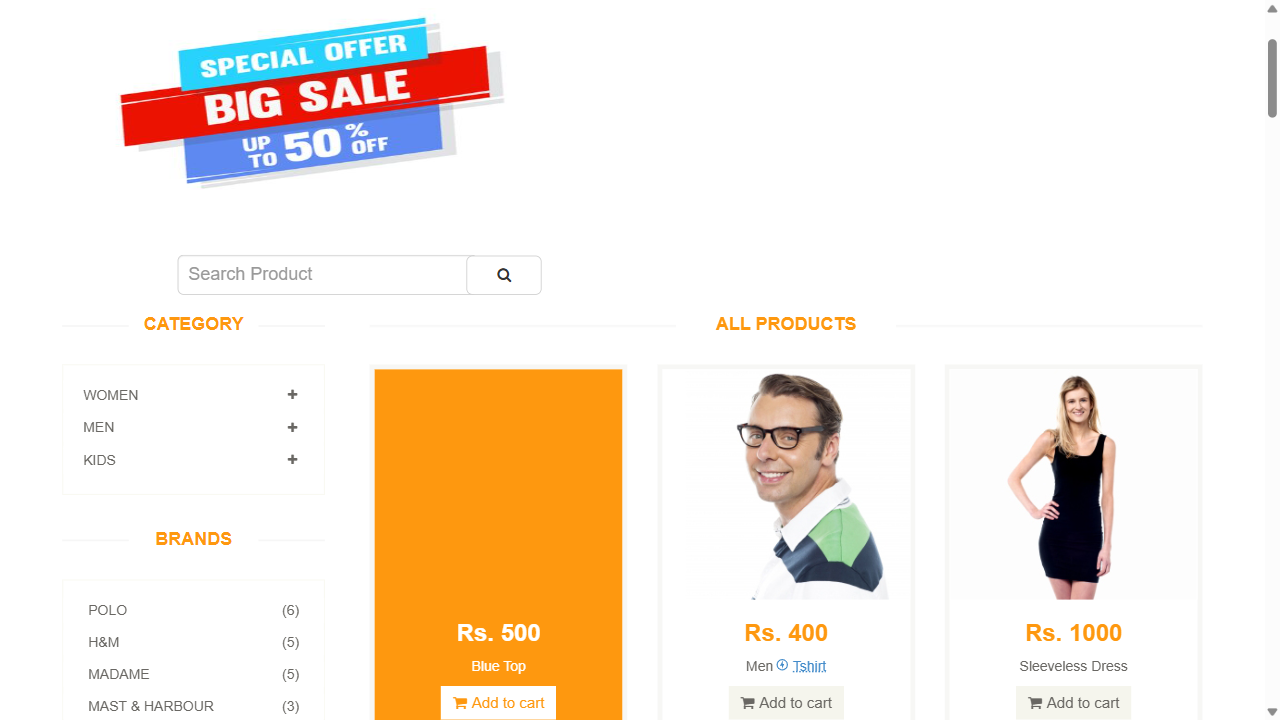 SPECIAL OFFER
BIG SALE
UP TO 50% OFF
Search Product
CATEGORY
WOMEN
MEN
KIDS
BRANDS
POLO (6)
H&M (5)
MADAME (5)
MAST & HARBOUR (3)
ALL PRODUCTS
Rs. 500
Blue Top
Add to cart
Rs. 400
Men Tshirt
Add to cart
Rs. 1000
Sleeveless Dress
Add to cart